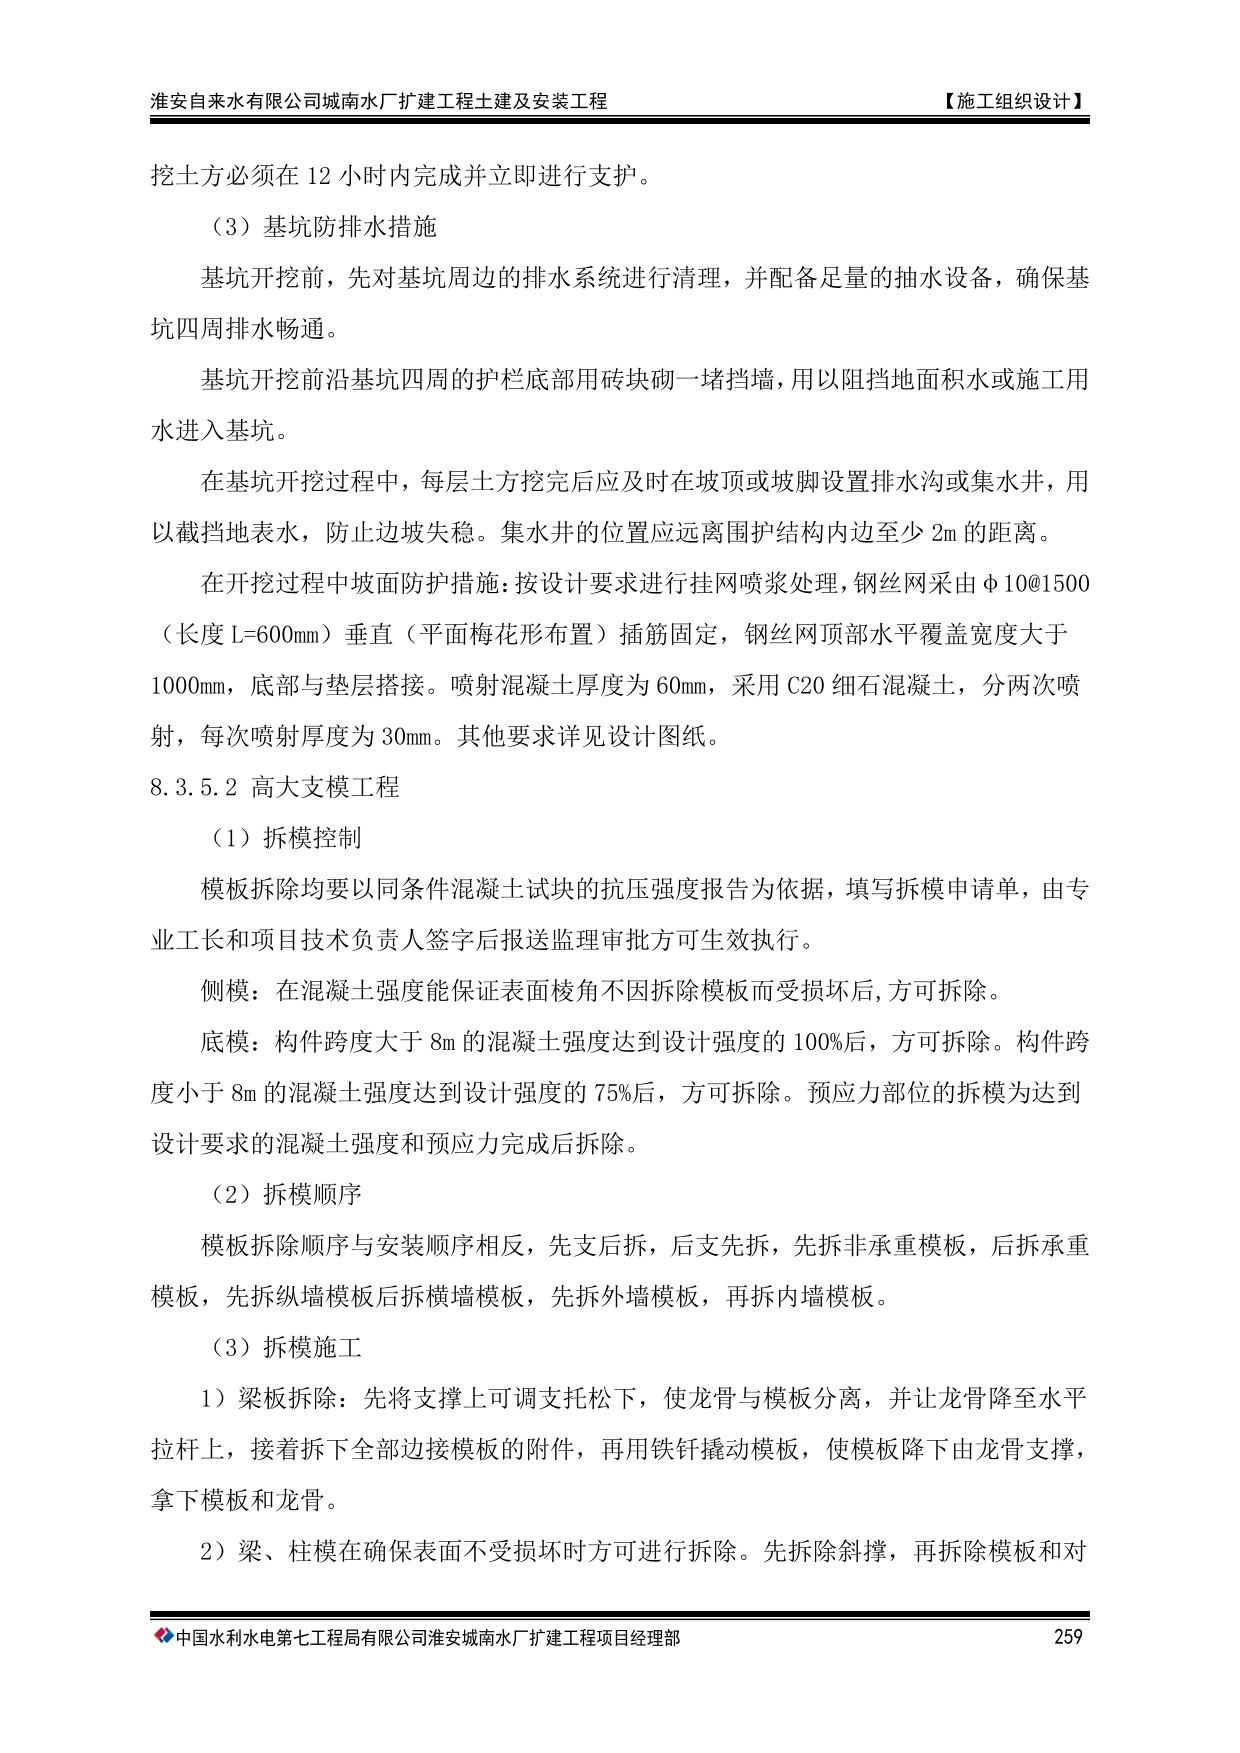 淮安自来水有限公司城南水厂扩建工程土建及安装工程 【施工组织设计】
挖土方必须在 12 小时内完成并立即进行支护。
（3）基坑防排水措施
基坑开挖前，先对基坑周边的排水系统进行清理，并配备足量的抽水设备，确保基
坑四周排水畅通。
基坑开挖前沿基坑四周的护栏底部用砖块砌一堵挡墙，用以阻挡地面积水或施工用
水进入基坑。
在基坑开挖过程中，每层土方挖完后应及时在坡顶或坡脚设置排水沟或集水井，用
以截挡地表水，防止边坡失稳。集水井的位置应远离围护结构内边至少 2m 的距离。
在开挖过程中坡面防护措施：按设计要求进行挂网喷浆处理，钢丝网采由φ10@1500
（长度 L=600mm）垂直（平面梅花形布置）插筋固定，钢丝网顶部水平覆盖宽度大于
1000mm，底部与垫层搭接。喷射混凝土厚度为 60mm，采用 C20 细石混凝土，分两次喷
射，每次喷射厚度为 30mm。其他要求详见设计图纸。
8.3.5.2 高大支模工程
（1）拆模控制
模板拆除均要以同条件混凝土试块的抗压强度报告为依据，填写拆模申请单，由专
业工长和项目技术负责人签字后报送监理审批方可生效执行。
侧模：在混凝土强度能保证表面棱角不因拆除模板而受损坏后,方可拆除。
底模：构件跨度大于 8m 的混凝土强度达到设计强度的 100%后，方可拆除。构件跨
度小于 8m 的混凝土强度达到设计强度的 75%后，方可拆除。预应力部位的拆模为达到
设计要求的混凝土强度和预应力完成后拆除。
（2）拆模顺序
模板拆除顺序与安装顺序相反，先支后拆，后支先拆，先拆非承重模板，后拆承重
模板，先拆纵墙模板后拆横墙模板，先拆外墙模板，再拆内墙模板。
（3）拆模施工
1）梁板拆除：先将支撑上可调支托松下，使龙骨与模板分离，并让龙骨降至水平
拉杆上，接着拆下全部边接模板的附件，再用铁钎撬动模板，使模板降下由龙骨支撑，
拿下模板和龙骨。
2）梁、柱模在确保表面不受损坏时方可进行拆除。先拆除斜撑，再拆除模板和对
中国水利水电第七工程局有限公司淮安城南水厂扩建工程项目经理部 259